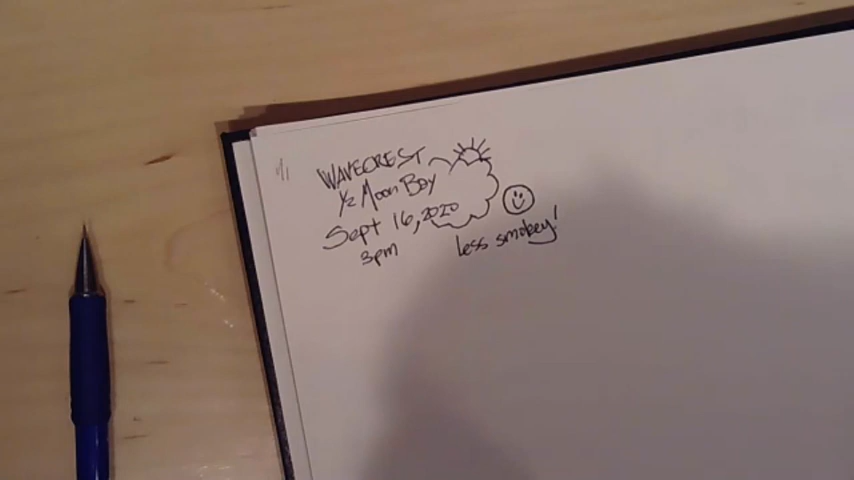 WAVECREST
1/2 Moon Bay
Sept 16, 2020
3pm
less smokey!